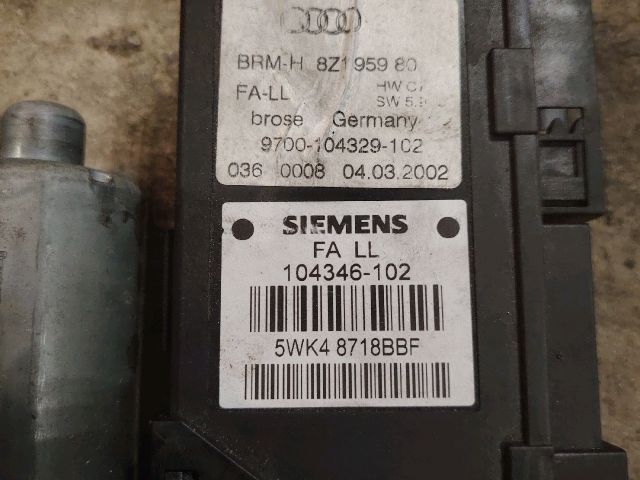 BRM-H 8Z1 959 80
FA-LL HW
SW 5.
brose Germany
9700-104329-102
036 0008 04.03.2002
SIEMENS
FA LL
104346-102
5WK4 8718BBF